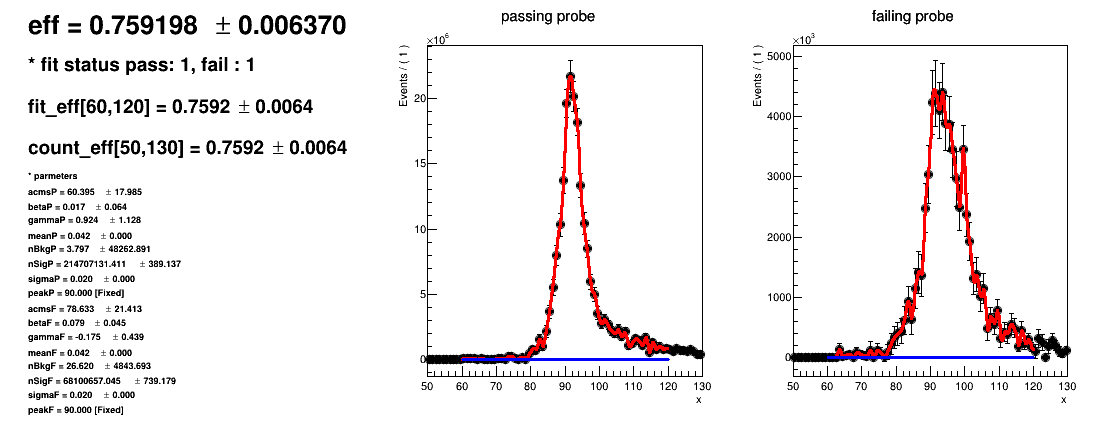 eff = 0.759198 ± 0.006370
* fit status pass: 1, fail : 1
fit_eff[60,120] = 0.7592 ± 0.0064
count_eff[50,130] = 0.7592 ± 0.0064
* parmeters
acmsP = 60.395 ± 17.985
betaP = 0.017 ± 0.064
gammaP = 0.924 ± 1.128
meanP = 0.042 ± 0.000
nBkgP = 3.797 ± 48262.891
nSigP = 214707131.411 ± 389.137
sigmaP = 0.020 ± 0.000
peakP = 90.000 [Fixed]
acmsF = 78.633 ± 21.413
betaF = 0.079 ± 0.045
gammaF = -0.175 ± 0.439
meanF = 0.042 ± 0.000
nBkgF = 26.620 ± 4843.693
nSigF = 68100657.045 ± 739.179
sigmaF = 0.020 ± 0.000
peakF = 90.000 [Fixed]
passing probe
×10⁶
Events / ( 1 )
20
15
10
5
0
50 60 70 80 90 100 110 120 130
x
failing probe
×10³
Events / ( 1 )
5000
4000
3000
2000
1000
0
50 60 70 80 90 100 110 120 130
x